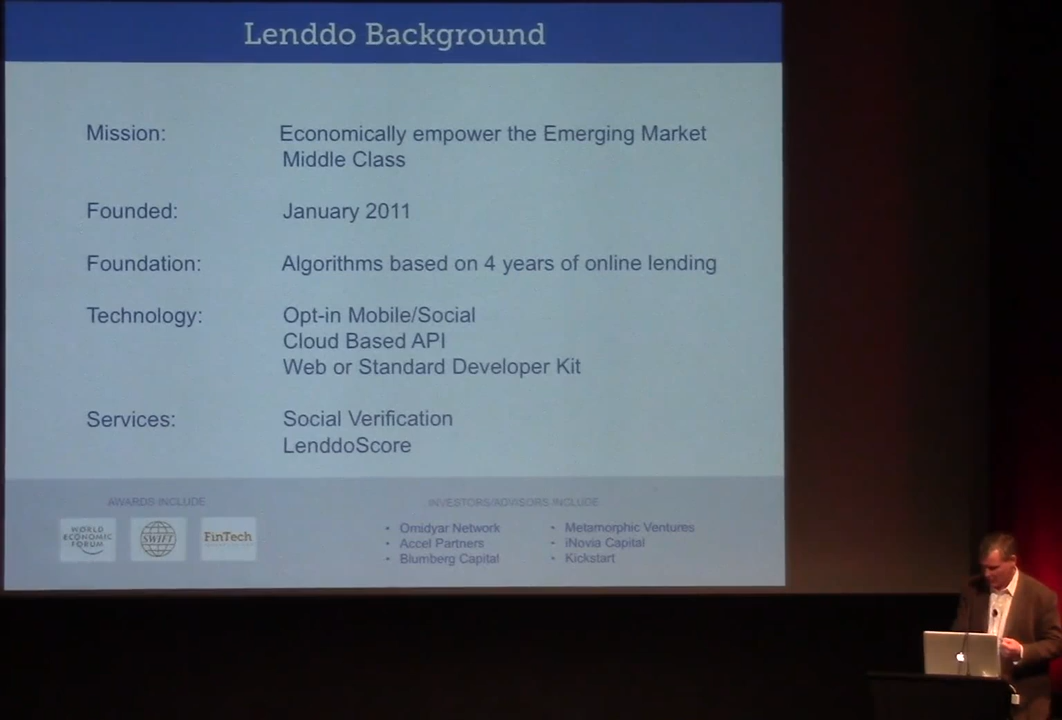 Lenddo Background
Mission: Economically empower the Emerging Market
Middle Class
Founded: January 2011
Foundation: Algorithms based on 4 years of online lending
Technology: Opt-in Mobile/Social
Cloud Based API
Web or Standard Developer Kit
Services: Social Verification
LenddoScore
AWARDS INCLUDE
WORLD
ECONOMIC
FORUM
SWIFT
FinTech
INVESTORS/ADVISORS INCLUDE
• Omidyar Network
• Accel Partners
• Blumberg Capital
• Metamorphic Ventures
• iNovia Capital
• Kickstart